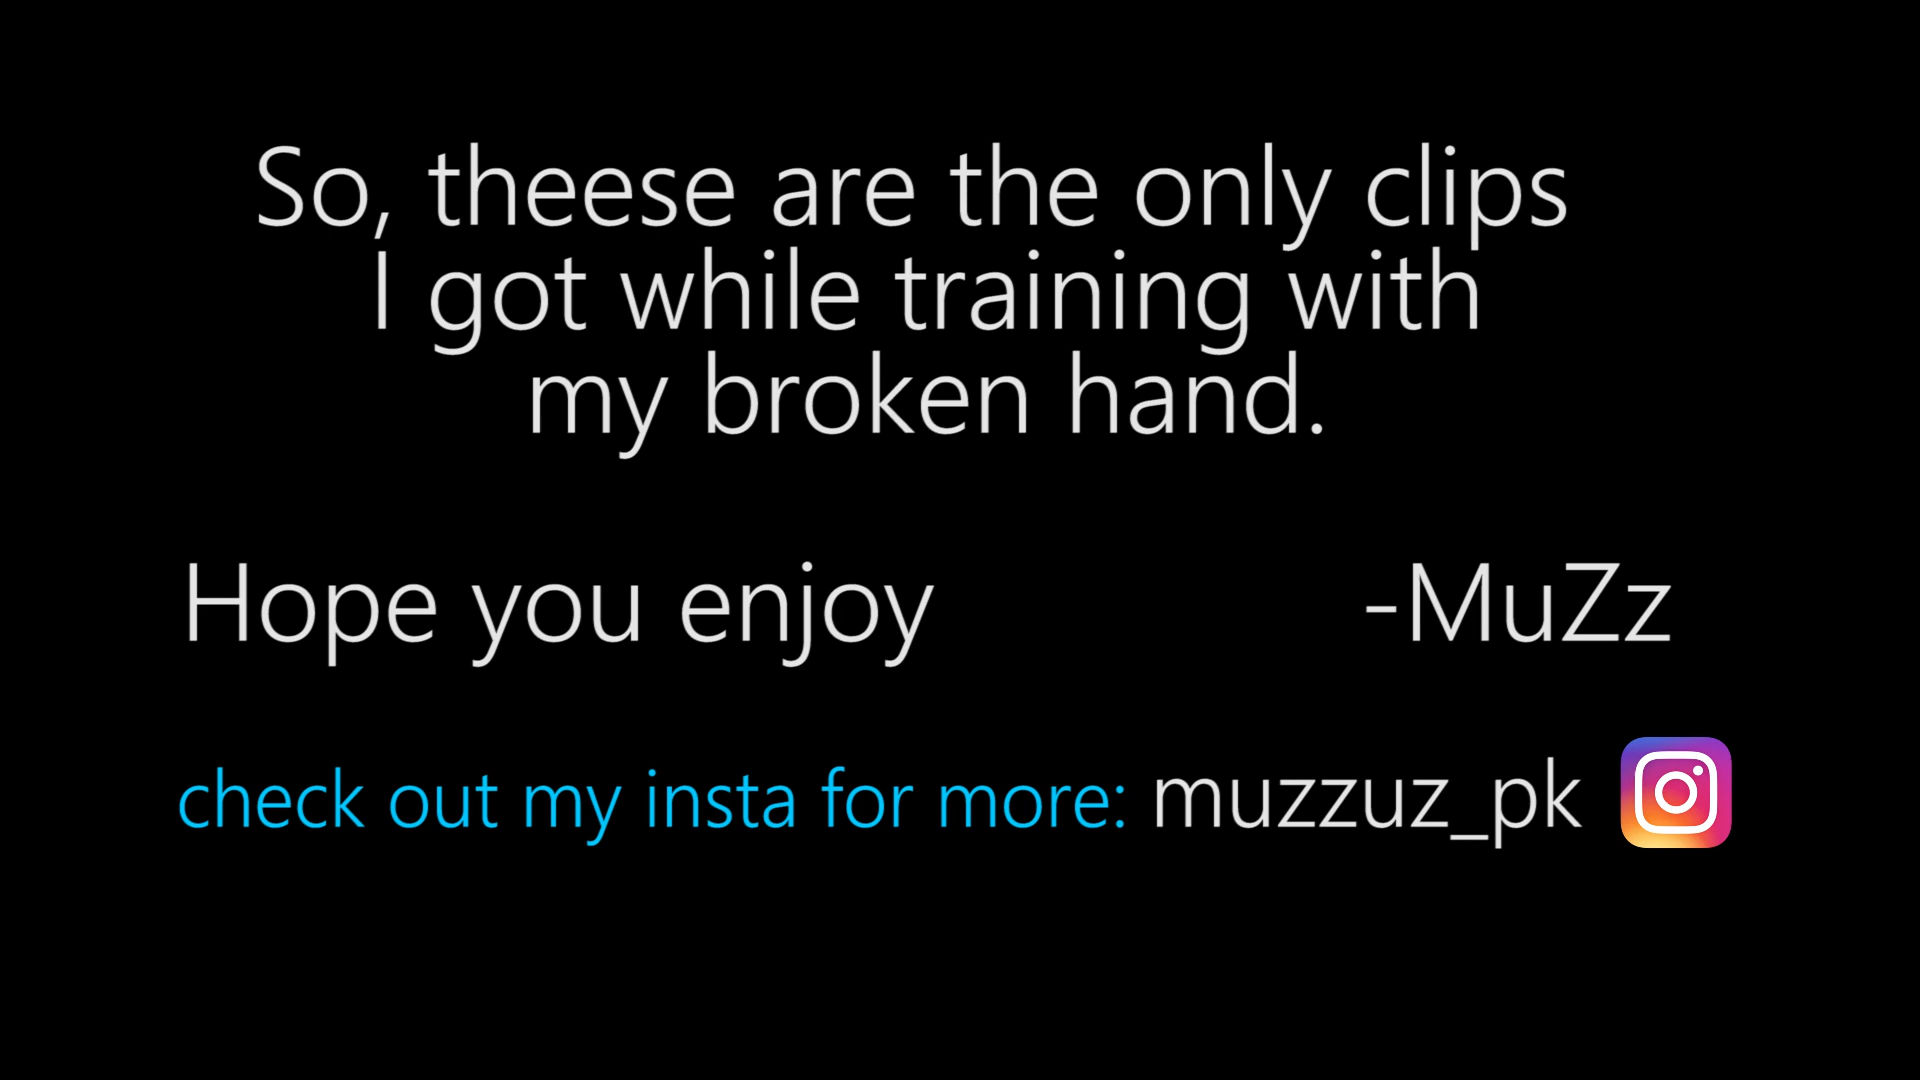 So, theese are the only clips
I got while training with
my broken hand.
Hope you enjoy -MuZz
check out my insta for more: muzzuz_pk